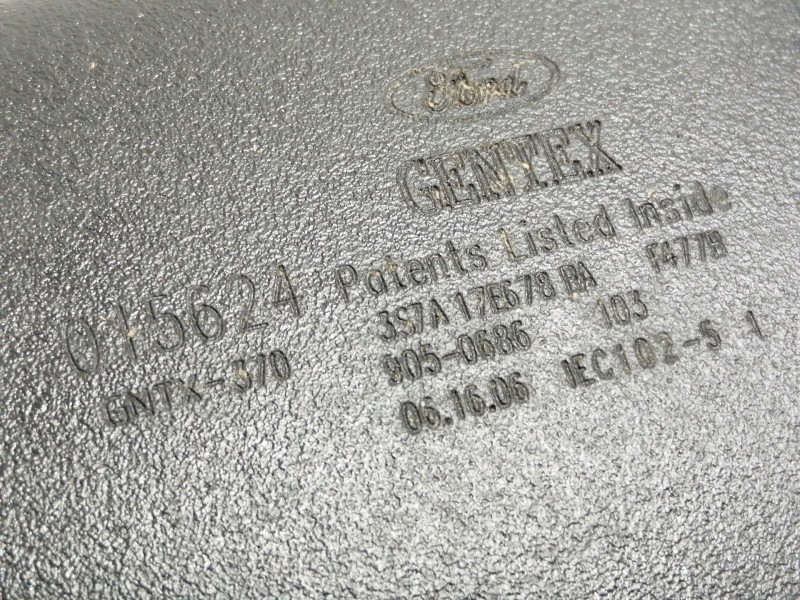 Ford
GENTEX
Patents Listed Inside
015624
3S7A 17E678 BA F477B
GNTX-370
905-0686 103
06.16.06 IEC102-S 1